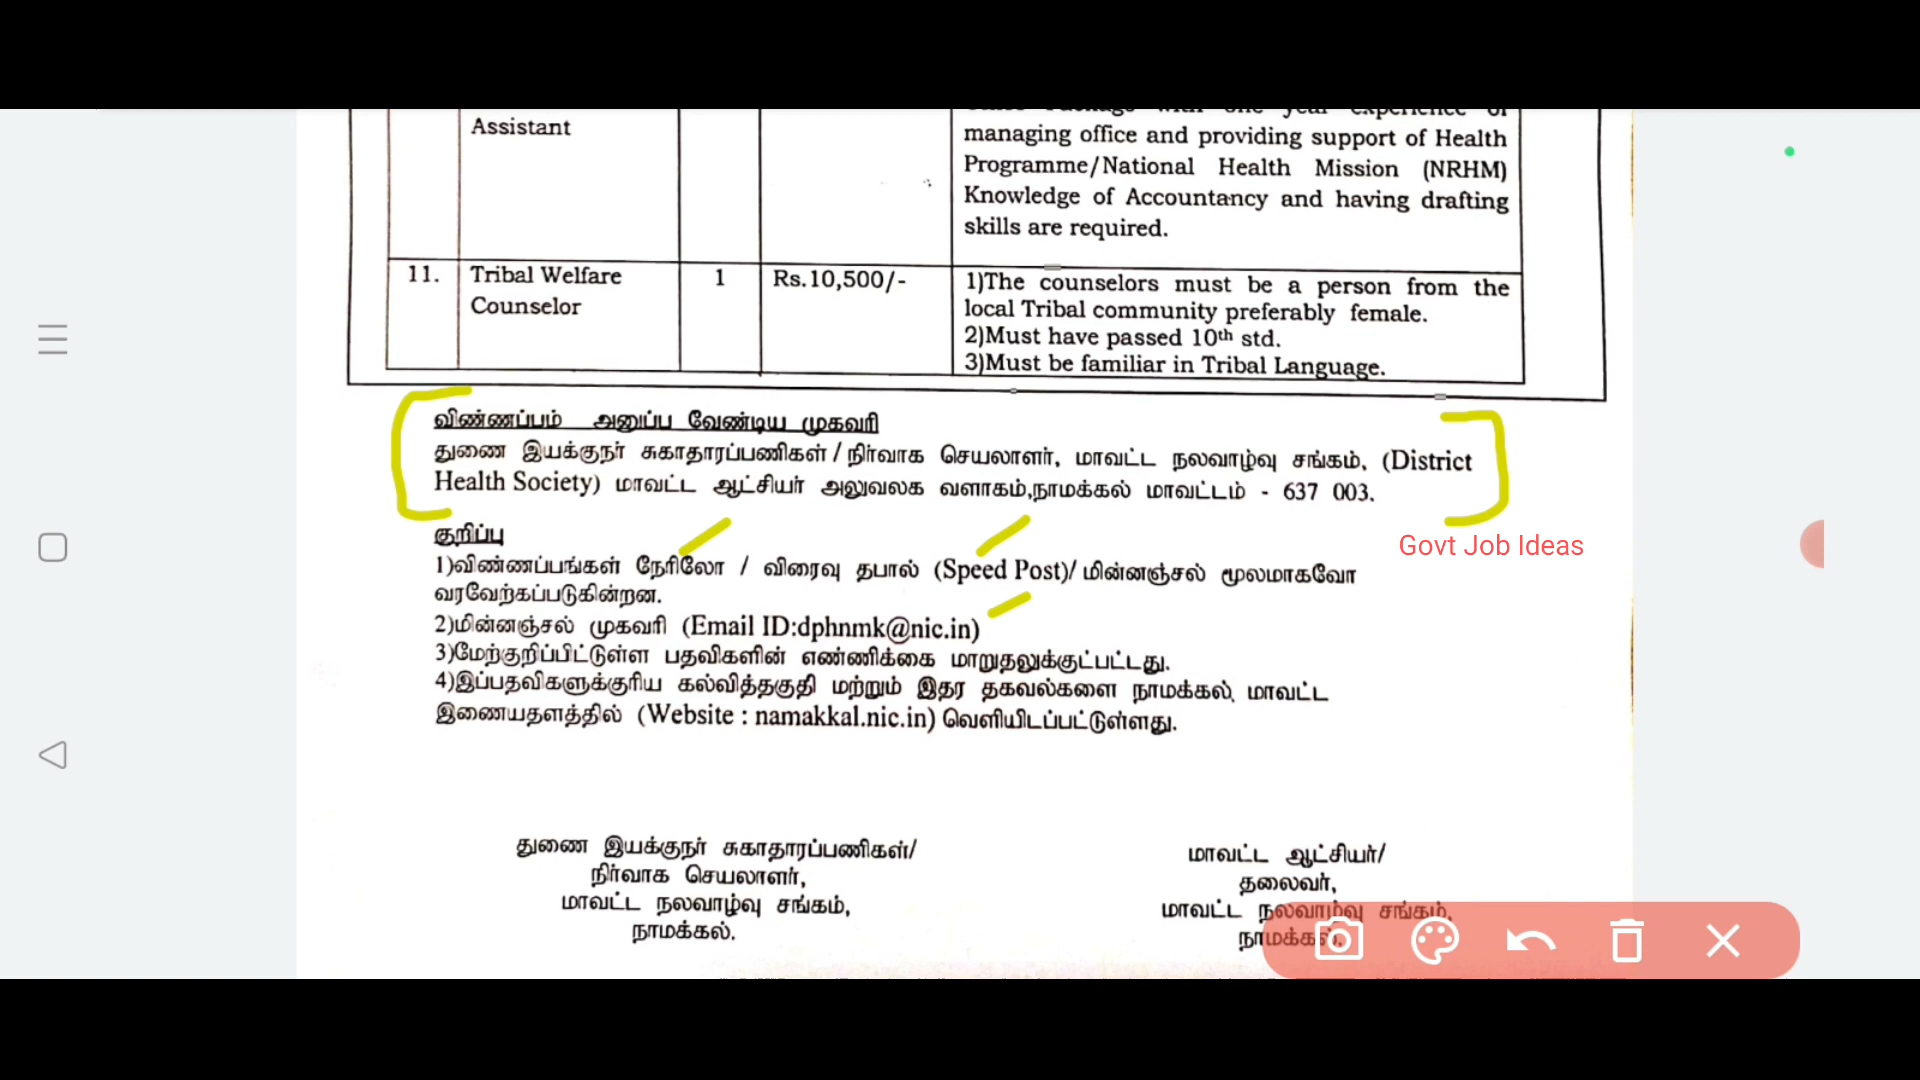 Assistant
managing office and providing support of Health
Programme/National Health Mission (NRHM)
Knowledge of Accountancy and having drafting
skills are required.
11. Tribal Welfare Counselor 1 Rs.10,500/-
1)The counselors must be a person from the
local Tribal community preferably female.
2)Must have passed 10th std.
3)Must be familiar in Tribal Language.
விண்ணப்பம் அனுப்ப வேண்டிய முகவரி
துணை இயக்குநர் சுகாதாரப்பணிகள் / நிர்வாக செயலாளர், மாவட்ட நலவாழ்வு சங்கம், (District
Health Society) மாவட்ட ஆட்சியர் அலுவலக வளாகம்,நாமக்கல் மாவட்டம் - 637 003.
குறிப்பு
Govt Job Ideas
1)விண்ணப்பங்கள் நேரிலோ / விரைவு தபால் (Speed Post)/ மின்னஞ்சல் மூலமாகவோ
வரவேற்கப்படுகின்றன.
2)மின்னஞ்சல் முகவரி (Email ID:dphnmk@nic.in)
3)மேற்குறிப்பிட்டுள்ள பதவிகளின் எண்ணிக்கை மாறுதலுக்குட்பட்டது.
4)இப்பதவிகளுக்குரிய கல்வித்தகுதி மற்றும் இதர தகவல்களை நாமக்கல் மாவட்ட
இணையதளத்தில் (Website : namakkal.nic.in) வெளியிடப்பட்டுள்ளது.
துணை இயக்குநர் சுகாதாரப்பணிகள்/
நிர்வாக செயலாளர்,
மாவட்ட நலவாழ்வு சங்கம்,
நாமக்கல்.
மாவட்ட ஆட்சியர்/
தலைவர்,
மாவட்ட நலவாழ்வு சங்கம்,
நாமக்கல்.